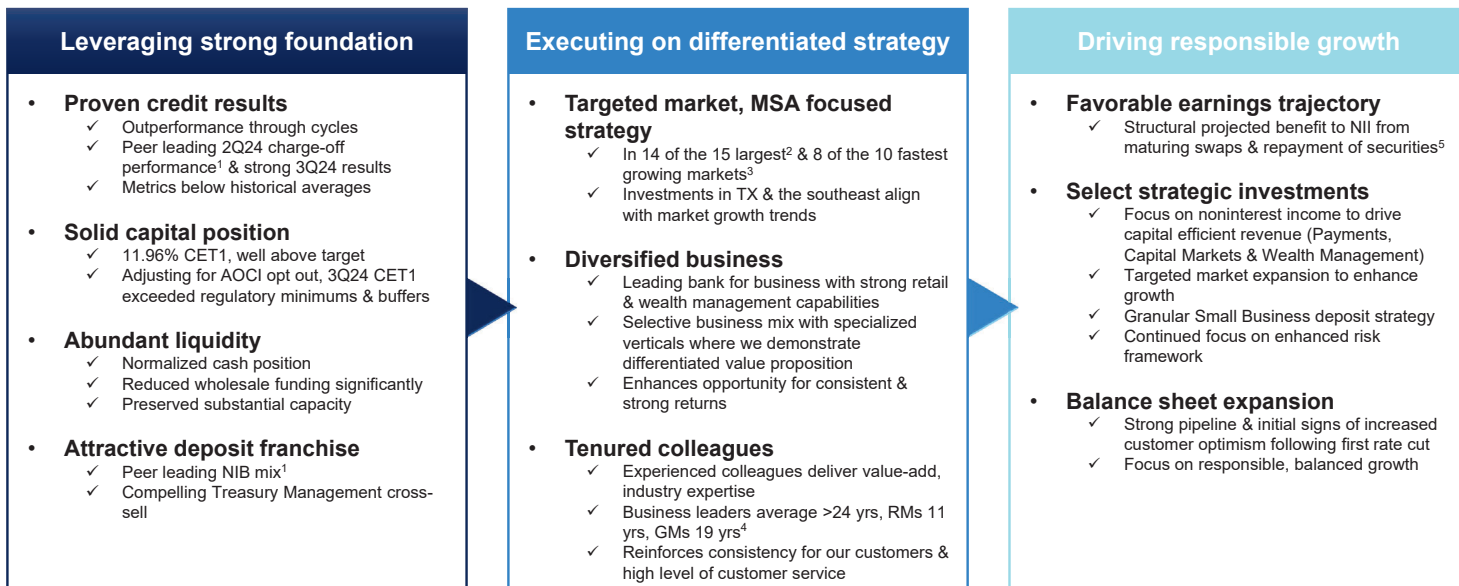 Leveraging strong foundation
• Proven credit results
✓ Outperformance through cycles
✓ Peer leading 2Q24 charge-off
performance¹ & strong 3Q24 results
✓ Metrics below historical averages
• Solid capital position
✓ 11.96% CET1, well above target
✓ Adjusting for AOCI opt out, 3Q24 CET1
exceeded regulatory minimums & buffers
• Abundant liquidity
✓ Normalized cash position
✓ Reduced wholesale funding significantly
✓ Preserved substantial capacity
• Attractive deposit franchise
✓ Peer leading NIB mix¹
✓ Compelling Treasury Management cross-
sell
Executing on differentiated strategy
• Targeted market, MSA focused
strategy
✓ In 14 of the 15 largest² & 8 of the 10 fastest
growing markets³
✓ Investments in TX & the southeast align
with market growth trends
• Diversified business
✓ Leading bank for business with strong retail
& wealth management capabilities
✓ Selective business mix with specialized
verticals where we demonstrate
differentiated value proposition
✓ Enhances opportunity for consistent &
strong returns
• Tenured colleagues
✓ Experienced colleagues deliver value-add,
industry expertise
✓ Business leaders average >24 yrs, RMs 11
yrs, GMs 19 yrs⁴
✓ Reinforces consistency for our customers &
high level of customer service
Driving responsible growth
• Favorable earnings trajectory
✓ Structural projected benefit to NII from
maturing swaps & repayment of securities⁵
• Select strategic investments
✓ Focus on noninterest income to drive
capital efficient revenue (Payments,
Capital Markets & Wealth Management)
✓ Targeted market expansion to enhance
growth
✓ Granular Small Business deposit strategy
✓ Continued focus on enhanced risk
framework
• Balance sheet expansion
✓ Strong pipeline & initial signs of increased
customer optimism following first rate cut
✓ Focus on responsible, balanced growth